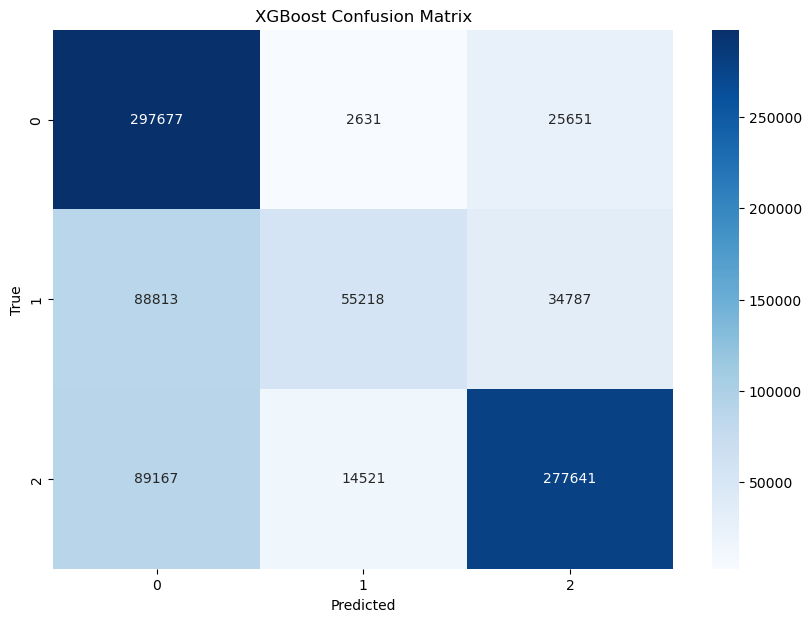 XGBoost Confusion Matrix
0 297677 2631 25651
1 88813 55218 34787
2 89167 14521 277641
0 1 2
True
Predicted
250000
200000
150000
100000
50000